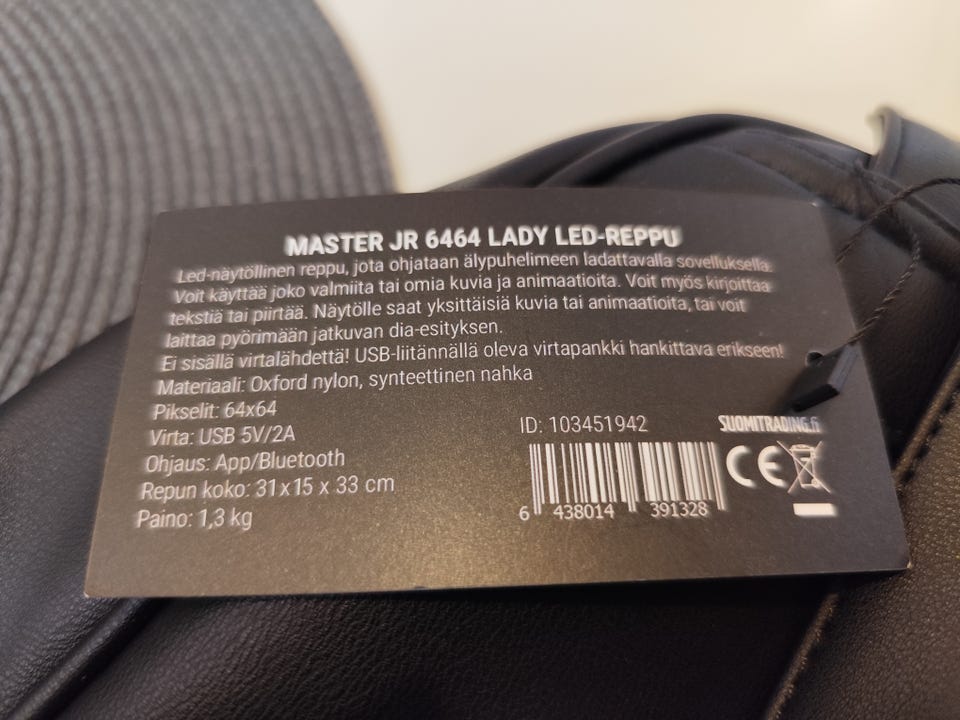 MASTER JR 6464 LADY LED-REPPU
Led-näytöllinen reppu, jota ohjataan älypuhelimeen ladattavalla sovelluksella.
Voit käyttää joko valmiita tai omia kuvia ja animaatioita. Voit myös kirjoittaa
tekstiä tai piirtää. Näytölle saat yksittäisiä kuvia tai animaatioita, tai voit
laittaa pyörimään jatkuvan dia-esityksen.
Ei sisällä virtalähdettä! USB-liitännällä oleva virtapankki hankittava erikseen!
Materiaali: Oxford nylon, synteettinen nahka
Pikselit: 64x64
Virta: USB 5V/2A
Ohjaus: App/Bluetooth
Repun koko: 31x15 x 33 cm
Paino: 1,3 kg
ID: 103451942
SUOMITRADING.fi
CE
6 438014 391328